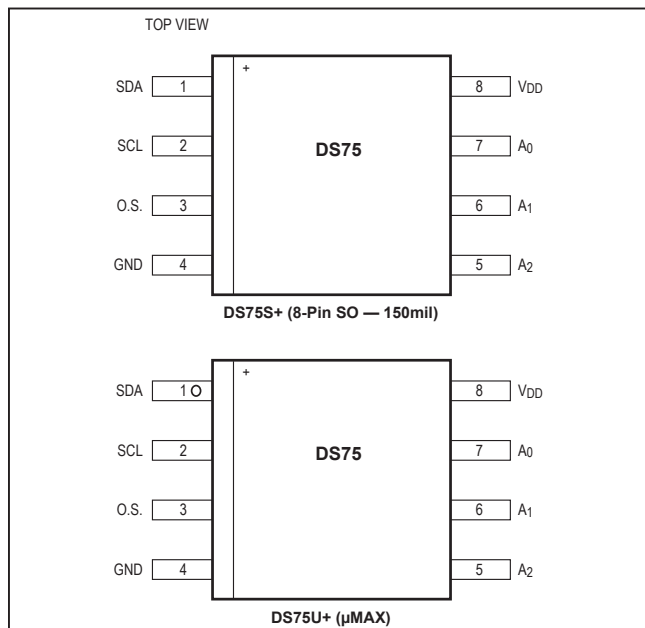 TOP VIEW
+
SDA 1 8 VDD
SCL 2 DS75 7 A0
O.S. 3 6 A1
GND 4 5 A2
DS75S+ (8-Pin SO — 150mil)
+
SDA 1 O 8 VDD
SCL 2 DS75 7 A0
O.S. 3 6 A1
GND 4 5 A2
DS75U+ (µMAX)